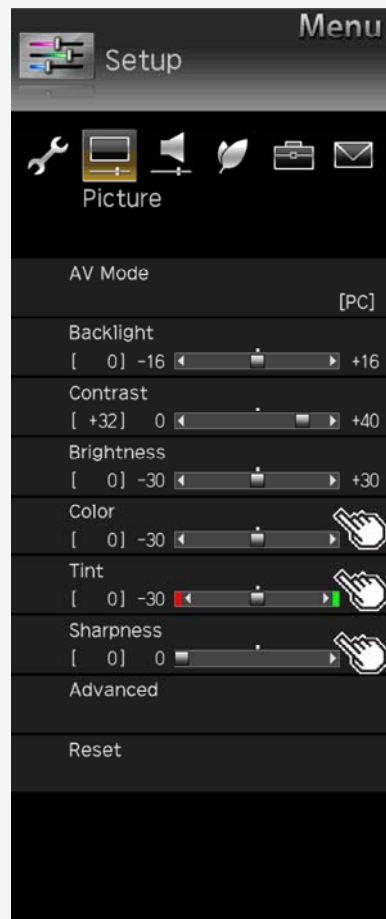 Menu
Setup
Picture
AV Mode
[PC]
Backlight
[ 0] -16 +16
Contrast
[ +32] 0 +40
Brightness
[ 0] -30 +30
Color
[ 0] -30
Tint
[ 0] -30
Sharpness
[ 0] 0
Advanced
Reset